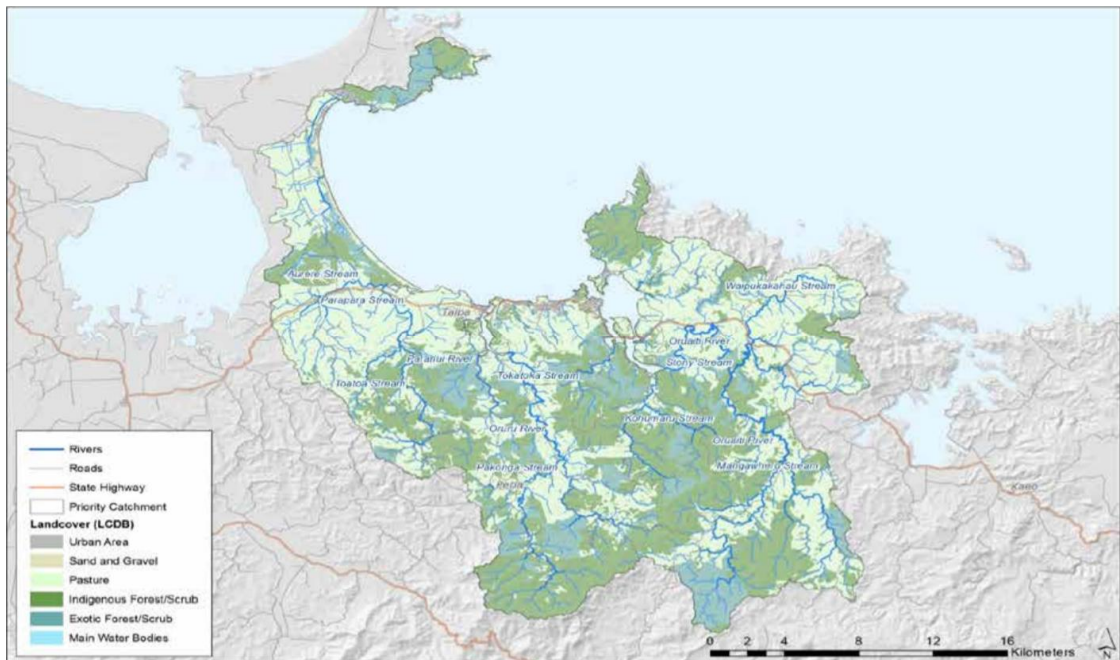 Aurere Stream
Parapara Stream
Taipa
Waipukakahau Stream
Oruaiti River
Stony Stream
Paranui River
Toatoa Stream
Tokatoka Stream
Kohumaru Stream
Oruru River
Oruaiti River
Pakonga Stream
Peria
Mangawhero Stream
Kaeo
Rivers
Roads
State Highway
Priority Catchment
Landcover (LCDB)
Urban Area
Sand and Gravel
Pasture
Indigenous Forest/Scrub
Exotic Forest/Scrub
Main Water Bodies
0 2 4 8 12 16
Kilometers
N